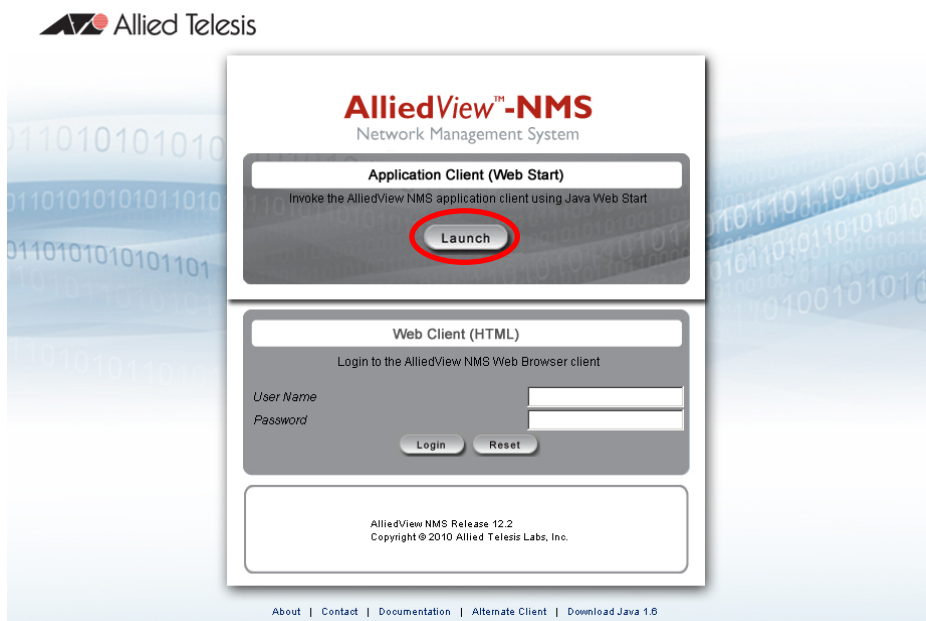 Allied Telesis
AlliedView™-NMS
Network Management System
Application Client (Web Start)
Invoke the AlliedView NMS application client using Java Web Start
Launch
Web Client (HTML)
Login to the AlliedView NMS Web Browser client
User Name
Password
Login Reset
AlliedView NMS Release 12.2
Copyright © 2010 Allied Telesis Labs, Inc.
About | Contact | Documentation | Alternate Client | Download Java 1.6